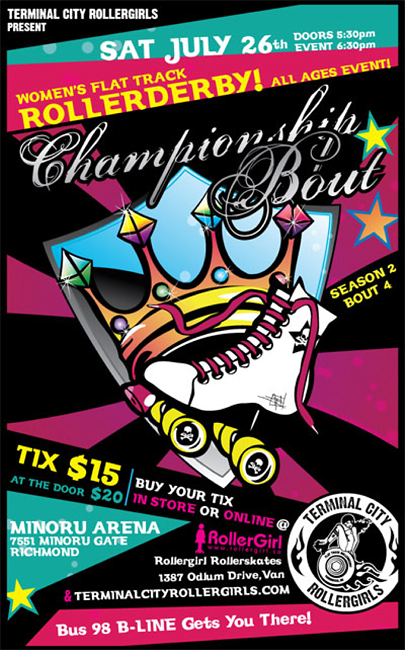 TERMINAL CITY ROLLERGIRLS
PRESENT
SAT JULY 26th
DOORS 5:30pm
EVENT 6:30pm
WOMEN'S FLAT TRACK
ROLLERDERBY! ALL AGES EVENT!
Championship
Bout
SEASON 2
BOUT 4
TIX $15
AT THE DOOR $20
BUY YOUR TIX
IN STORE OR ONLINE @
RollerGirl
www.rollergirl.ca
Rollergirl Rollerskates
1387 Odlum Drive, Van
& TERMINALCITYROLLERGIRLS.COM
MINORU ARENA
7551 MINORU GATE
RICHMOND
TERMINAL CITY
ROLLERGIRLS
Bus 98 B-LINE Gets You There!